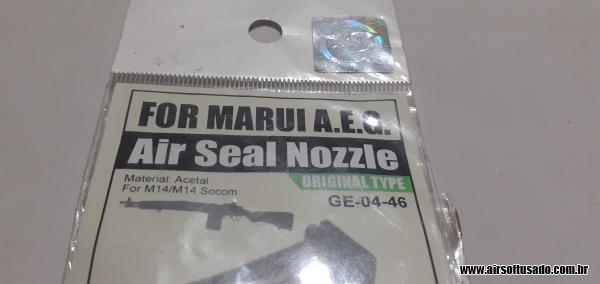 FOR MARUI A.E.G.
Air Seal Nozzle
Material: Acetal
ORIGINAL TYPE
For M14/M14 Socom
GE-04-46
www.airsoftusado.com.br